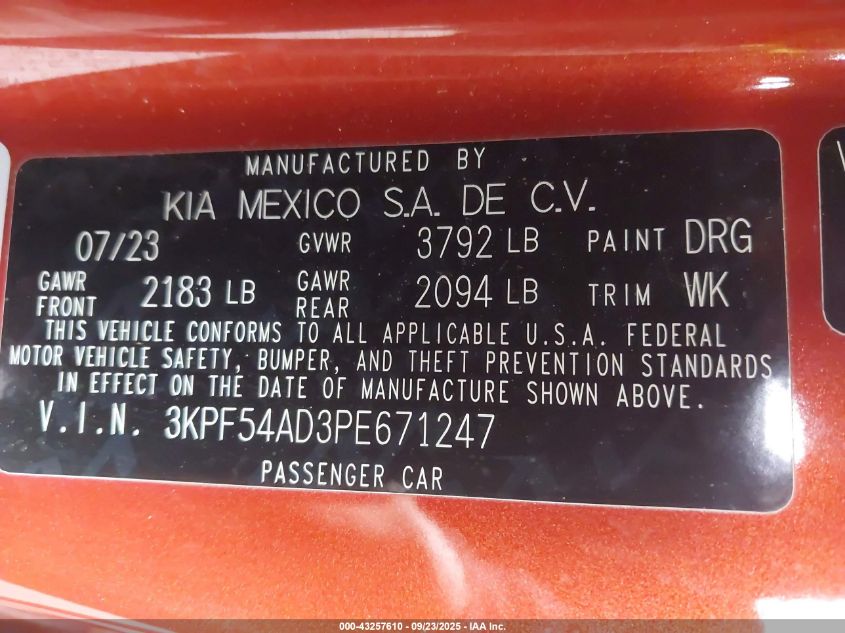 MANUFACTURED BY
KIA MEXICO S.A. DE C.V.
07/23 GVWR 3792 LB PAINT DRG
GAWR FRONT 2183 LB GAWR REAR 2094 LB TRIM WK
THIS VEHICLE CONFORMS TO ALL APPLICABLE U.S.A. FEDERAL
MOTOR VEHICLE SAFETY, BUMPER, AND THEFT PREVENTION STANDARDS
IN EFFECT ON THE DATE OF MANUFACTURE SHOWN ABOVE.
V.I.N. 3KPF54AD3PE671247
PASSENGER CAR
000-43257610 - 09/23/2025 - IAA Inc.